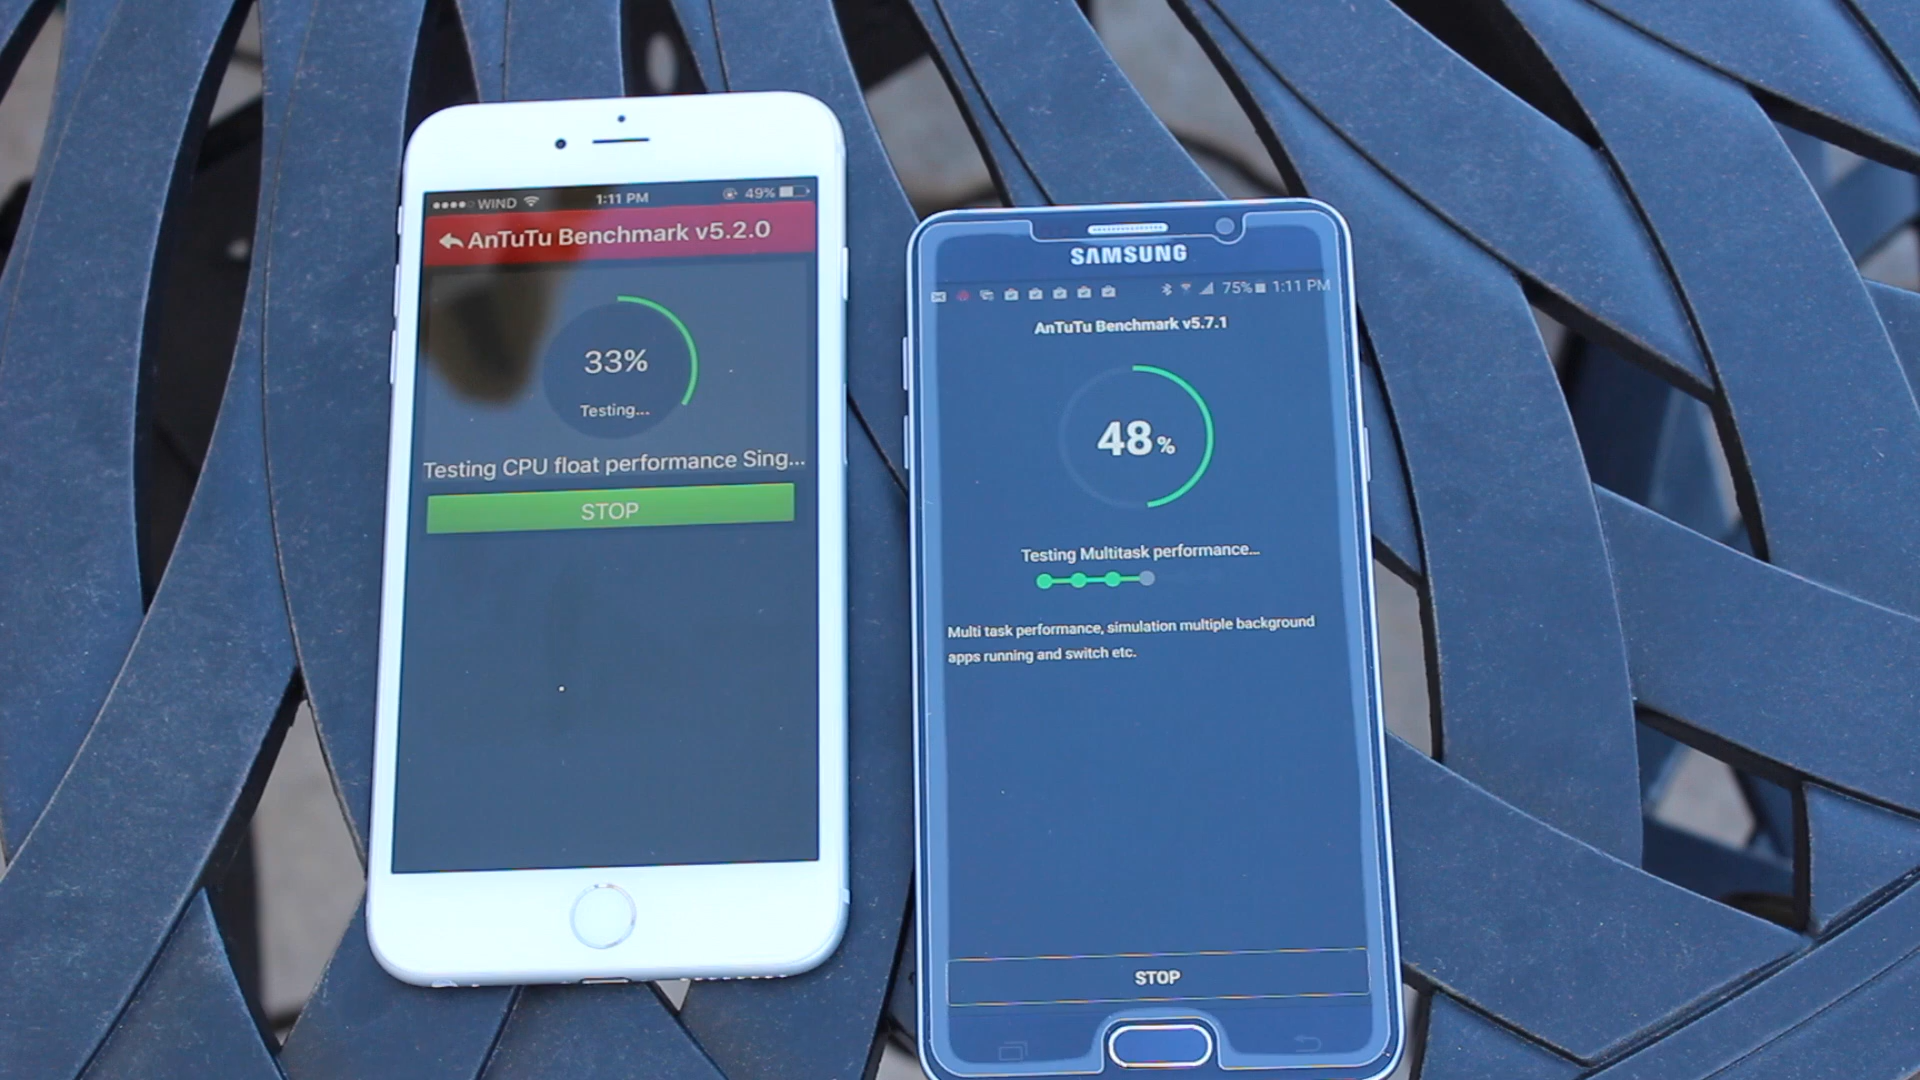 WIND 1:11 PM 49%
AnTuTu Benchmark v5.2.0
33%
Testing...
Testing CPU float performance Sing...
STOP
SAMSUNG
75% 1:11 PM
AnTuTu Benchmark v5.7.1
48%
Testing Multitask performance...
Multi task performance, simulation multiple background
apps running and switch etc.
STOP